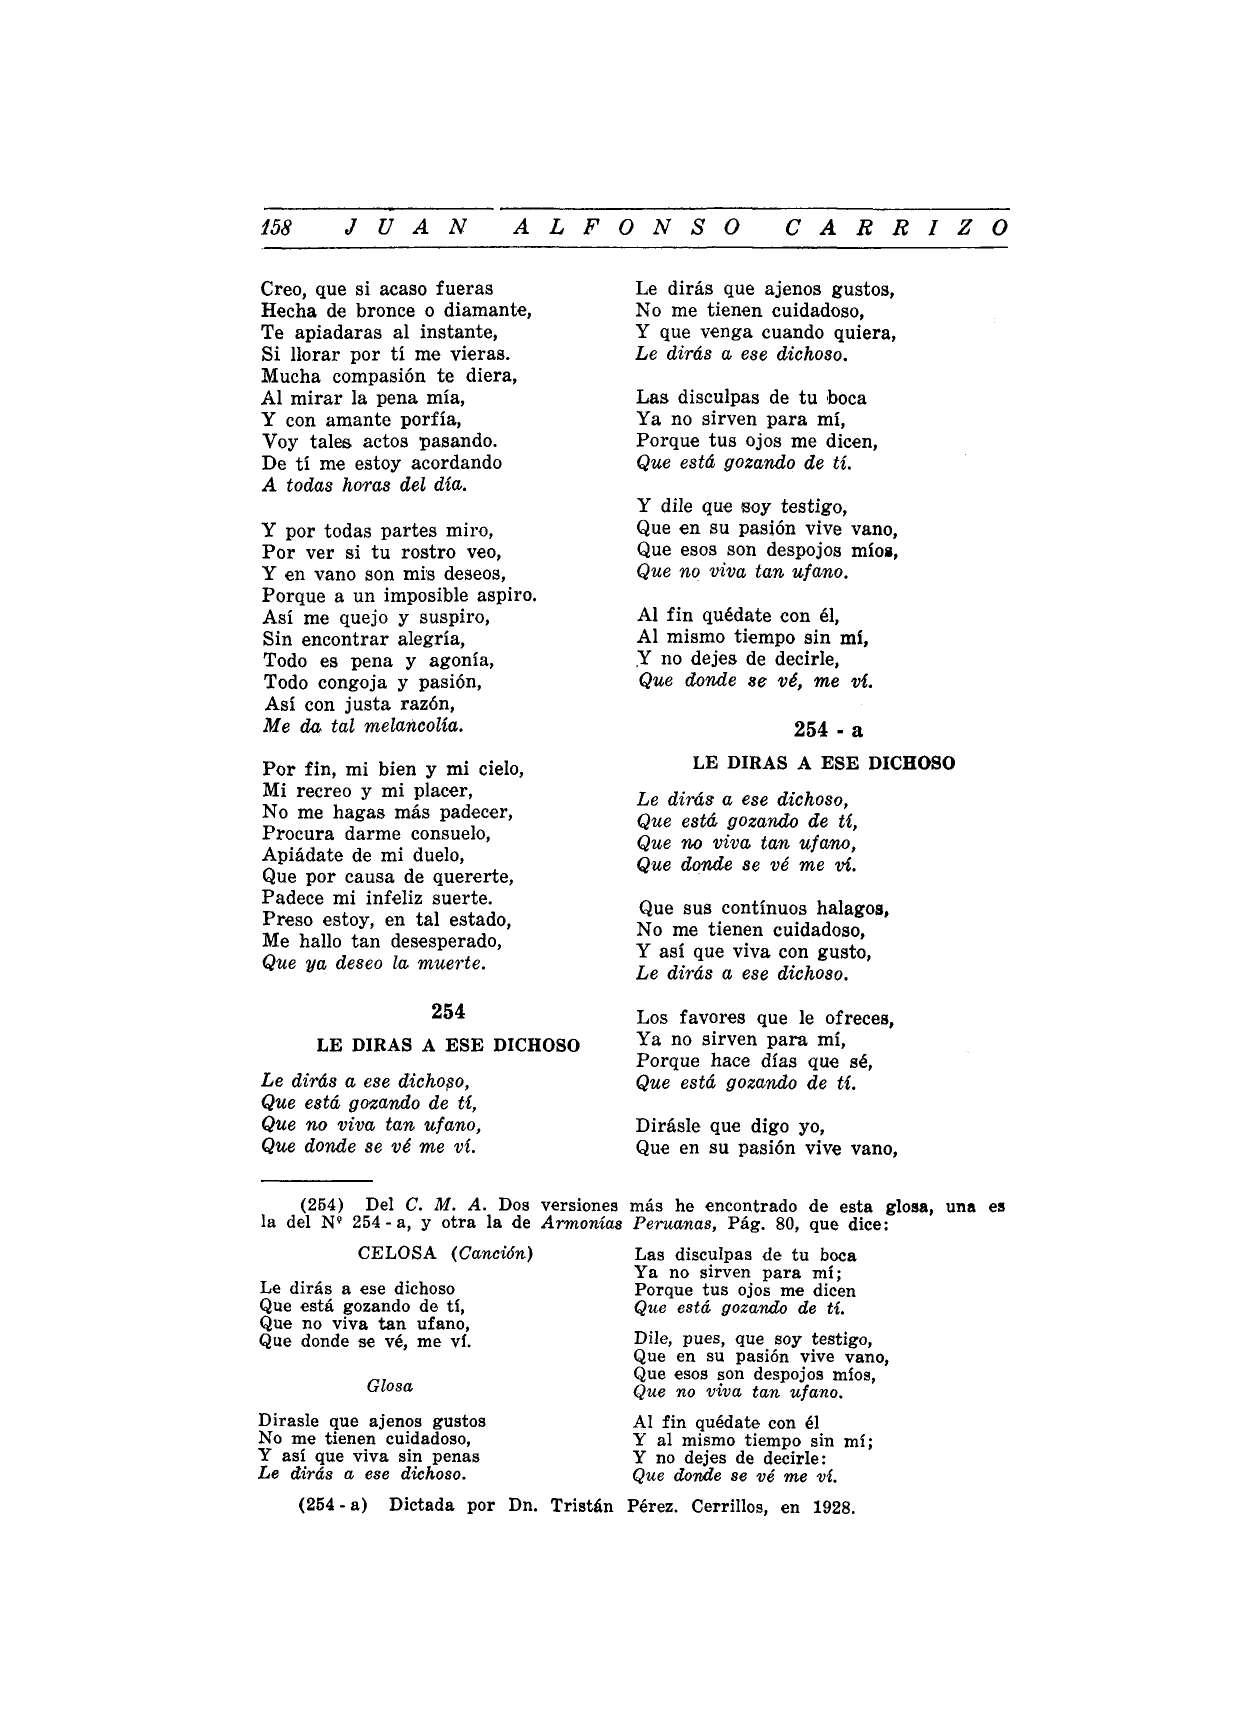 158 JUAN ALFONSO CARRIZO
Creo, que si acaso fueras
Hecha de bronce o diamante,
Te apiadaras al instante,
Si llorar por tí me vieras.
Mucha compasión te diera,
Al mirar la pena mía,
Y con amante porfía,
Voy tales actos pasando.
De tí me estoy acordando
A todas horas del día.
Y por todas partes miro,
Por ver si tu rostro veo,
Y en vano son mis deseos,
Porque a un imposible aspiro.
Así me quejo y suspiro,
Sin encontrar alegría,
Todo es pena y agonía,
Todo congoja y pasión,
Así con justa razón,
Me da tal melancolía.
Por fin, mi bien y mi cielo,
Mi recreo y mi placer,
No me hagas más padecer,
Procura darme consuelo,
Apiádate de mi duelo,
Que por causa de quererte,
Padece mi infeliz suerte.
Preso estoy, en tal estado,
Me hallo tan desesperado,
Que ya deseo la muerte.
254
LE DIRAS A ESE DICHOSO
Le dirás a ese dichoso,
Que está gozando de tí,
Que no viva tan ufano,
Que donde se vé me ví.
Le dirás que ajenos gustos,
No me tienen cuidadoso,
Y que venga cuando quiera,
Le dirás a ese dichoso.
Las disculpas de tu boca
Ya no sirven para mí,
Porque tus ojos me dicen,
Que está gozando de tí.
Y dile que soy testigo,
Que en su pasión vive vano,
Que esos son despojos míos,
Que no viva tan ufano.
Al fin quédate con él,
Al mismo tiempo sin mí,
Y no dejes de decirle,
Que donde se vé, me ví.
254 - a
LE DIRAS A ESE DICHOSO
Le dirás a ese dichoso,
Que está gozando de tí,
Que no viva tan ufano,
Que donde se vé me ví.
Que sus contínuos halagos,
No me tienen cuidadoso,
Y así que viva con gusto,
Le dirás a ese dichoso.
Los favores que le ofreces,
Ya no sirven para mí,
Porque hace días que sé,
Que está gozando de tí.
Dirásle que digo yo,
Que en su pasión vive vano,
(254) Del C. M. A. Dos versiones más he encontrado de esta glosa, una es
la del Nº 254 - a, y otra la de Armonías Peruanas, Pág. 80, que dice:
CELOSA (Canción)
Le dirás a ese dichoso
Que está gozando de tí,
Que no viva tan ufano,
Que donde se vé, me ví.
Glosa
Dirasle que ajenos gustos
No me tienen cuidadoso,
Y así que viva sin penas
Le dirás a ese dichoso.
Las disculpas de tu boca
Ya no sirven para mí;
Porque tus ojos me dicen
Que está gozando de tí.
Dile, pues, que soy testigo,
Que en su pasión vive vano,
Que esos son despojos míos,
Que no viva tan ufano.
Al fin quédate con él
Y al mismo tiempo sin mí;
Y no dejes de decirle:
Que donde se vé me ví.
(254 - a) Dictada por Dn. Tristán Pérez. Cerrillos, en 1928.